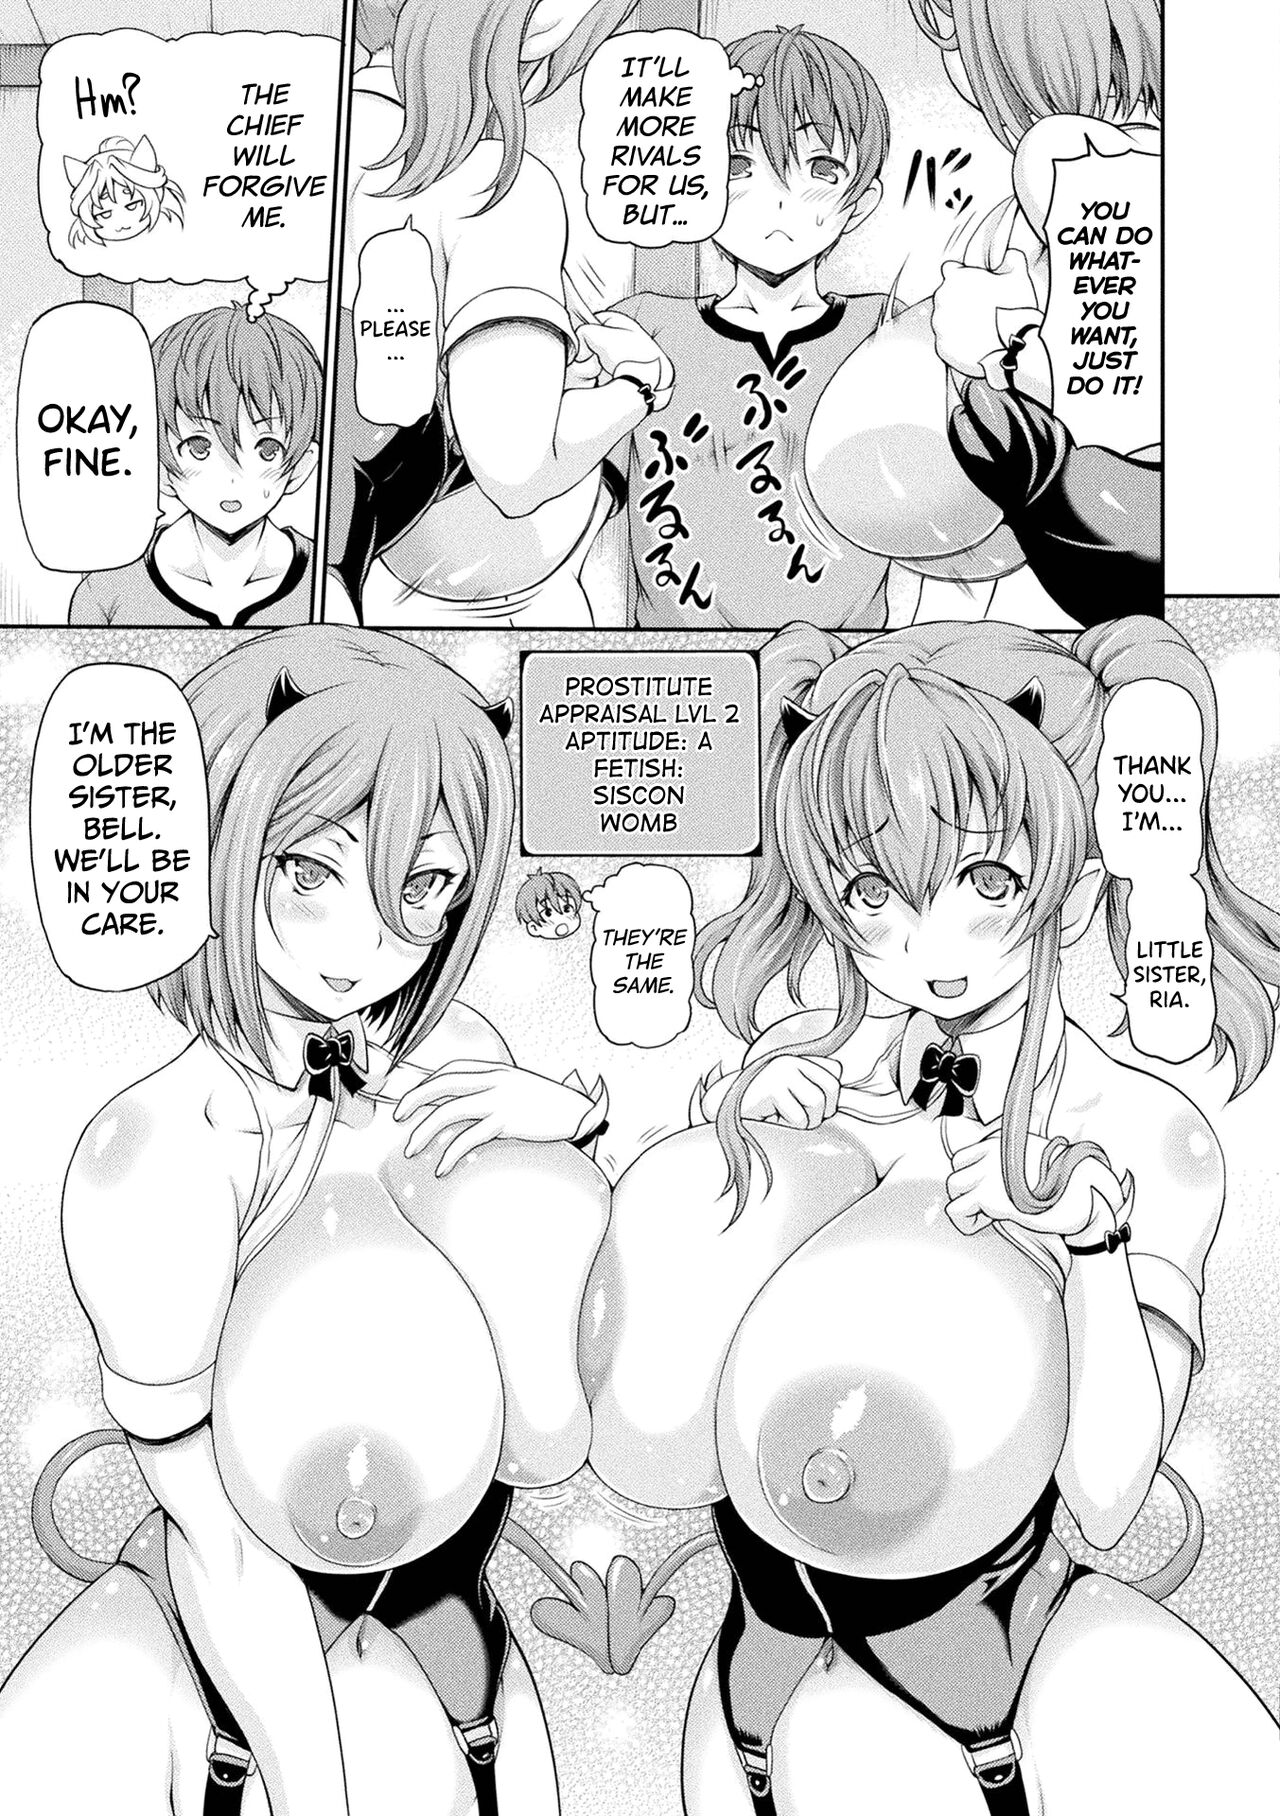 YOU
CAN DO
WHAT-
EVER
YOU
WANT,
JUST
DO IT!
IT'LL
MAKE
MORE
RIVALS
FOR US,
BUT...
ぶるるん
ぶるるん
...
PLEASE
...
THE
CHIEF
WILL
FORGIVE
ME.
Hm?
OKAY,
FINE.
THANK
YOU...
I'M...
LITTLE
SISTER,
RIA.
PROSTITUTE
APPRAISAL LVL 2
APTITUDE: A
FETISH:
SISCON
WOMB
THEY'RE
THE
SAME.
I'M THE
OLDER
SISTER,
BELL.
WE'LL BE
IN YOUR
CARE.